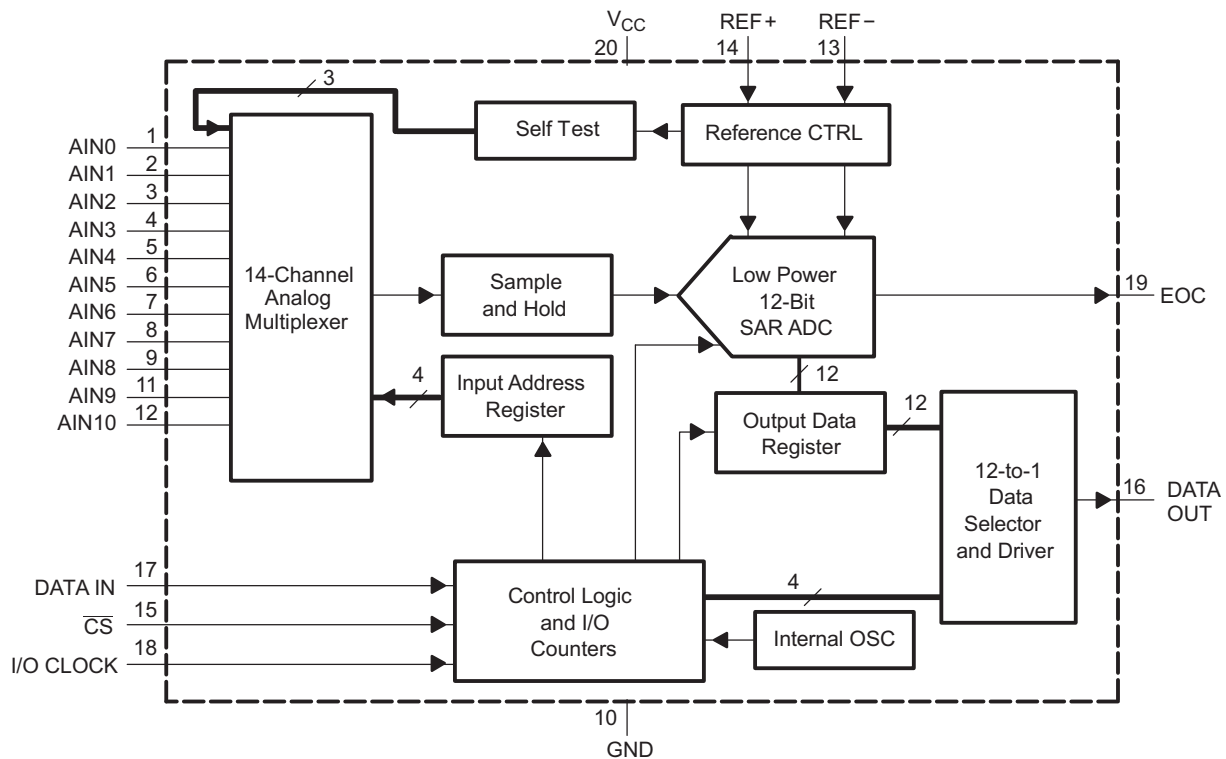 VCC
20
REF+
14
REF−
13
3
Self Test
Reference CTRL
AIN0
1
AIN1
2
AIN2
3
AIN3
4
AIN4
5
AIN5
6
AIN6
7
AIN7
8
AIN8
9
AIN9
11
AIN10
12
14-Channel
Analog
Multiplexer
Sample
and Hold
Low Power
12-Bit
SAR ADC
19
EOC
4
Input Address
Register
12
Output Data
Register
12
12-to-1
Data
Selector
and Driver
16
DATA
OUT
DATA IN
17
C̅S̅
15
I/O CLOCK
18
Control Logic
and I/O
Counters
4
Internal OSC
10
GND